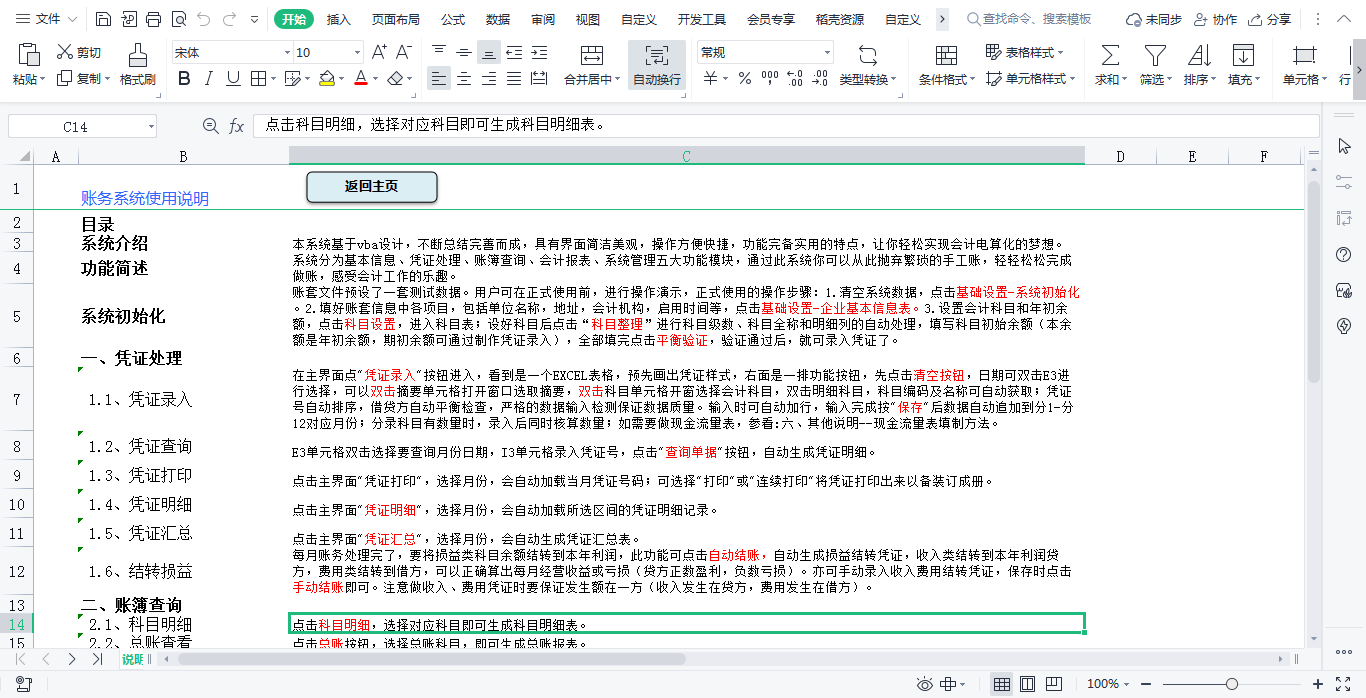 文件 开始 插入 页面布局 公式 数据 审阅 视图 自定义 开发工具 会员专享 稻壳资源 自定义 查找命令、搜索模板 未同步 协作 分享
剪切 宋体 10 A⁺ A⁻ 自动换行 常规 表格样式
粘贴 复制 格式刷 B I U A 合并居中 ¥ % 类型转换 条件格式 单元格样式 求和 筛选 排序 填充 单元格 行
C14 fx 点击科目明细，选择对应科目即可生成科目明细表。
A B C D E F
1 账务系统使用说明 返回主页
2 目录
3 系统介绍 本系统基于vba设计，不断总结完善而成，具有界面简洁美观，操作方便快捷，功能完备实用的特点，让你轻松实现会计电算化的梦想。
4 功能简述 系统分为基本信息、凭证处理、账簿查询、会计报表、系统管理五大功能模块，通过此系统你可以从此抛弃繁琐的手工账，轻轻松松完成
做账，感受会计工作的乐趣。
5 系统初始化 账套文件预设了一套测试数据。用户可在正式使用前，进行操作演示，正式使用的操作步骤：1.清空系统数据，点击基础设置-系统初始化
。2.填好账套信息中各项目，包括单位名称，地址，会计机构，启用时间等，点击基础设置-企业基本信息表。3.设置会计科目和年初余
额，点击科目设置，进入科目表；设好科目后点击“科目整理”进行科目级数、科目全称和明细列的自动处理，填写科目初始余额（本余
额是年初余额，期初余额可通过制作凭证录入），全部填完点击平衡验证，验证通过后，就可录入凭证了。
6 一、凭证处理
7 1.1、凭证录入 在主界面点"凭证录入"按钮进入，看到是一个EXCEL表格，预先画出凭证样式，右面是一排功能按钮，先点击清空按钮，日期可双击E3进
行选择，可以双击摘要单元格打开窗口选取摘要，双击科目单元格开窗选择会计科目，双击明细科目，科目编码及名称可自动获取；凭证
号自动排序，借贷方自动平衡检查，严格的数据输入检测保证数据质量。输入时可自动加行，输入完成按"保存"后数据自动追加到分1-分
12对应月份；分录科目有数量时，录入后同时核算数量；如需要做现金流量表，参看:六、其他说明--现金流量表填制方法。
8 1.2、凭证查询 E3单元格双击选择要查询月份日期，I3单元格录入凭证号，点击"查询单据"按钮，自动生成凭证明细。
9 1.3、凭证打印 点击主界面"凭证打印"，选择月份，会自动加载当月凭证号码；可选择"打印"或"连续打印"将凭证打印出来以备装订成册。
10 1.4、凭证明细 点击主界面"凭证明细"，选择月份，会自动加载所选区间的凭证明细记录。
11 1.5、凭证汇总 点击主界面"凭证汇总"，选择月份，会自动生成凭证汇总表。
12 1.6、结转损益 每月账务处理完了，要将损益类科目余额结转到本年利润，此功能可点击自动结账，自动生成损益结转凭证，收入类结转到本年利润贷
方，费用类结转到借方，可以正确算出每月经营收益或亏损（贷方正数盈利，负数亏损）。亦可手动录入收入费用结转凭证，保存时点击
手动结账即可。注意做收入、费用凭证时要保证发生额在一方（收入发生在贷方，费用发生在借方）。
13 二、账簿查询
14 2.1、科目明细 点击科目明细，选择对应科目即可生成科目明细表。
15 2.2、总账查看 点击总账按钮，选择总账科目，即可生成总账报表。
说明
100%